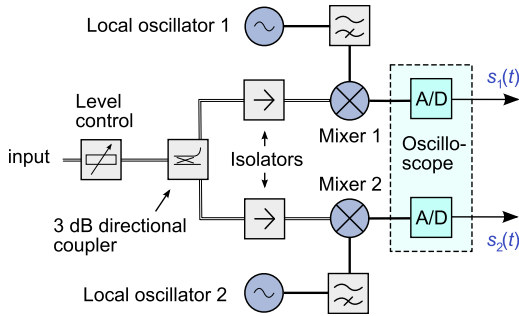 Local oscillator 1
s₁(t)
Level
control
A/D
Mixer 1
input
Isolators
Oscillo-
scope
Mixer 2
3 dB directional
coupler
A/D
s₂(t)
Local oscillator 2